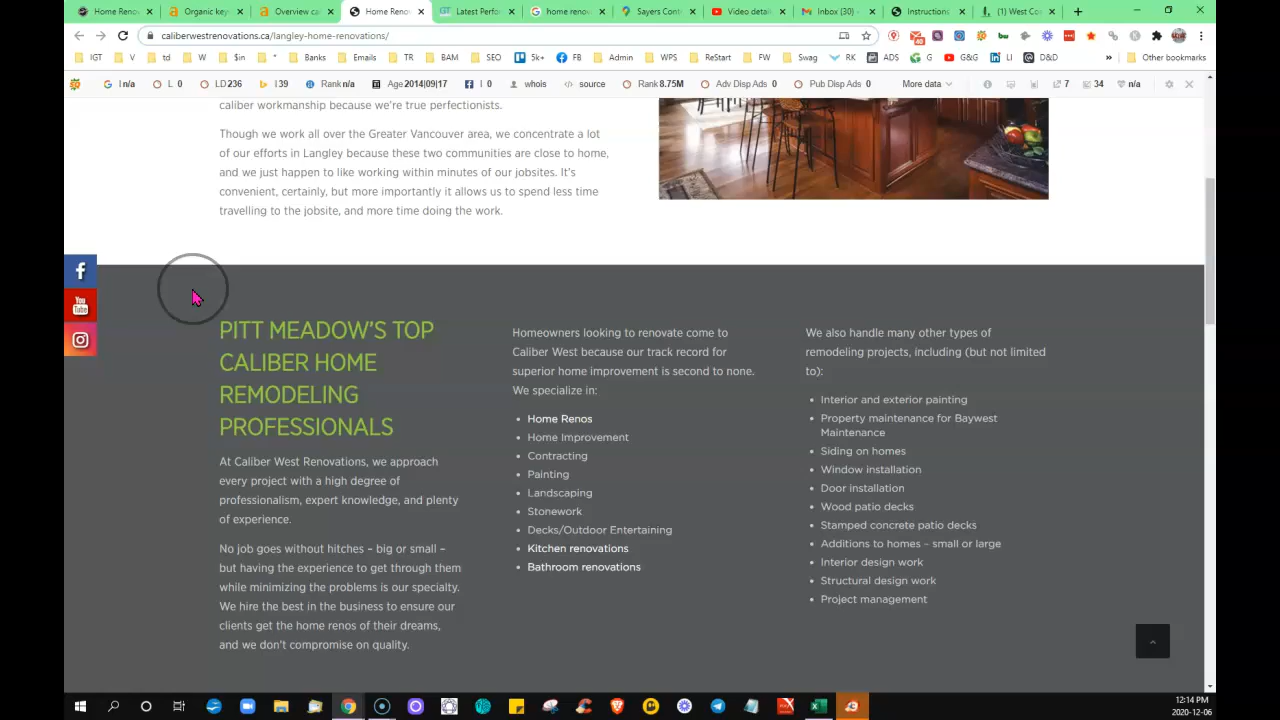 Home Reno
Organic key
Overview ca
Home Reno
Latest Perfo
home renov
Sayers Cont
Video detail
Inbox (30) -
Instructions
(1) West Co
caliberwestrenovations.ca/langley-home-renovations/
40
IGT
V
td
W
$in
*
Banks
Emails
TR
BAM
SEO
5k+
FB
Admin
WPS
ReStart
FW
Swag
RK
ADS
G
G&G
LI
D&D
»
Other bookmarks
I n/a
L 0
LD 236
I 39
Rank n/a
Age 2014|09|17
I 0
whois
source
Rank 8.75M
Adv Disp Ads 0
Pub Disp Ads 0
More data
7
34
n/a
caliber workmanship because we're true perfectionists.
Though we work all over the Greater Vancouver area, we concentrate a lot
of our efforts in Langley because these two communities are close to home,
and we just happen to like working within minutes of our jobsites. It's
convenient, certainly, but more importantly it allows us to spend less time
travelling to the jobsite, and more time doing the work.
You
Tube
PITT MEADOW'S TOP
CALIBER HOME
REMODELING
PROFESSIONALS
At Caliber West Renovations, we approach
every project with a high degree of
professionalism, expert knowledge, and plenty
of experience.
No job goes without hitches – big or small –
but having the experience to get through them
while minimizing the problems is our specialty.
We hire the best in the business to ensure our
clients get the home renos of their dreams,
and we don't compromise on quality.
Homeowners looking to renovate come to
Caliber West because our track record for
superior home improvement is second to none.
We specialize in:
• Home Renos
• Home Improvement
• Contracting
• Painting
• Landscaping
• Stonework
• Decks/Outdoor Entertaining
• Kitchen renovations
• Bathroom renovations
We also handle many other types of
remodeling projects, including (but not limited
to):
• Interior and exterior painting
• Property maintenance for Baywest
Maintenance
• Siding on homes
• Window installation
• Door installation
• Wood patio decks
• Stamped concrete patio decks
• Additions to homes – small or large
• Interior design work
• Structural design work
• Project management
12:14 PM
2020-12-06